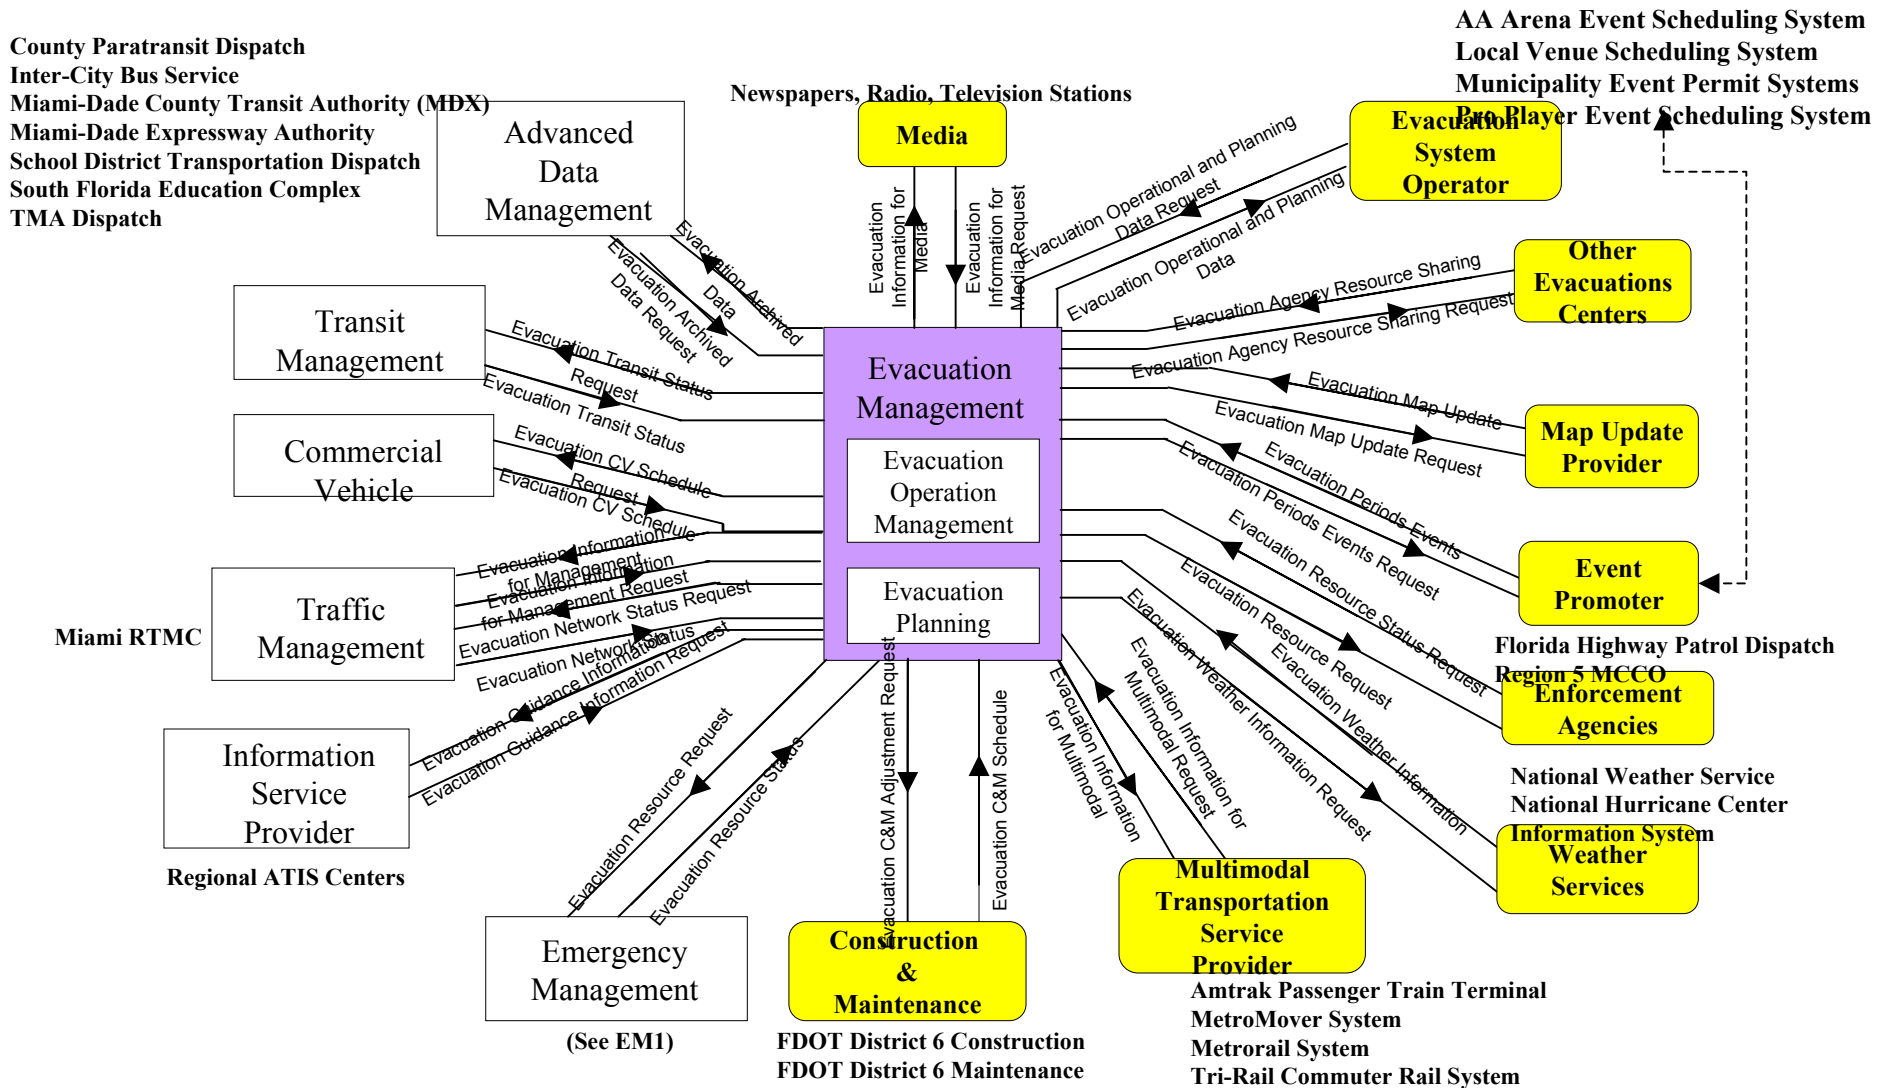 AA Arena Event Scheduling System
Local Venue Scheduling System
Municipality Event Permit Systems
Pro Player Event Scheduling System
County Paratransit Dispatch
Inter-City Bus Service
Miami-Dade County Transit Authority (MDX)
Miami-Dade Expressway Authority
School District Transportation Dispatch
South Florida Education Complex
TMA Dispatch
Newspapers, Radio, Television Stations
Advanced
Data
Management
Media
Evacuation
System
Operator
Evacuation
Information for
Media
Evacuation
Information for
Media Request
Evacuation Operational and Planning
Data Request
Evacuation Operational and Planning
Data
Evacuation Archived
Data
Evacuation Archived
Data Request
Other
Evacuations
Centers
Evacuation Agency Resource Sharing
Evacuation Agency Resource Sharing Request
Transit
Management
Evacuation Transit Status
Request
Evacuation Transit Status
Evacuation
Management
Evacuation Map Update
Evacuation Map Update Request
Map Update
Provider
Commercial
Vehicle
Evacuation CV Schedule
Request
Evacuation CV Schedule
Evacuation
Operation
Management
Evacuation Periods Events
Evacuation Periods Events Request
Event
Promoter
Evacuation Information
for Management
Evacuation Information
for Management Request
Evacuation Network Status Request
Evacuation Network Status
Traffic
Management
Miami RTMC
Evacuation
Planning
Evacuation Resource Status Request
Evacuation Resource Request
Florida Highway Patrol Dispatch
Region 5 MCCO
Enforcement
Agencies
Evacuation Guidance Information
Evacuation Guidance Information Request
Information
Service
Provider
Regional ATIS Centers
Evacuation Weather Information
Evacuation Weather Information Request
National Weather Service
National Hurricane Center
Information System
Weather
Services
Evacuation Resource Request
Evacuation Resource Status
Evacuation C&M Adjustment Request
Evacuation C&M Schedule
Evacuation Information
for Multimodal
Evacuation Information for
Multimodal Request
Emergency
Management
(See EM1)
Construction
&
Maintenance
FDOT District 6 Construction
FDOT District 6 Maintenance
Multimodal
Transportation
Service
Provider
Amtrak Passenger Train Terminal
MetroMover System
Metrorail System
Tri-Rail Commuter Rail System